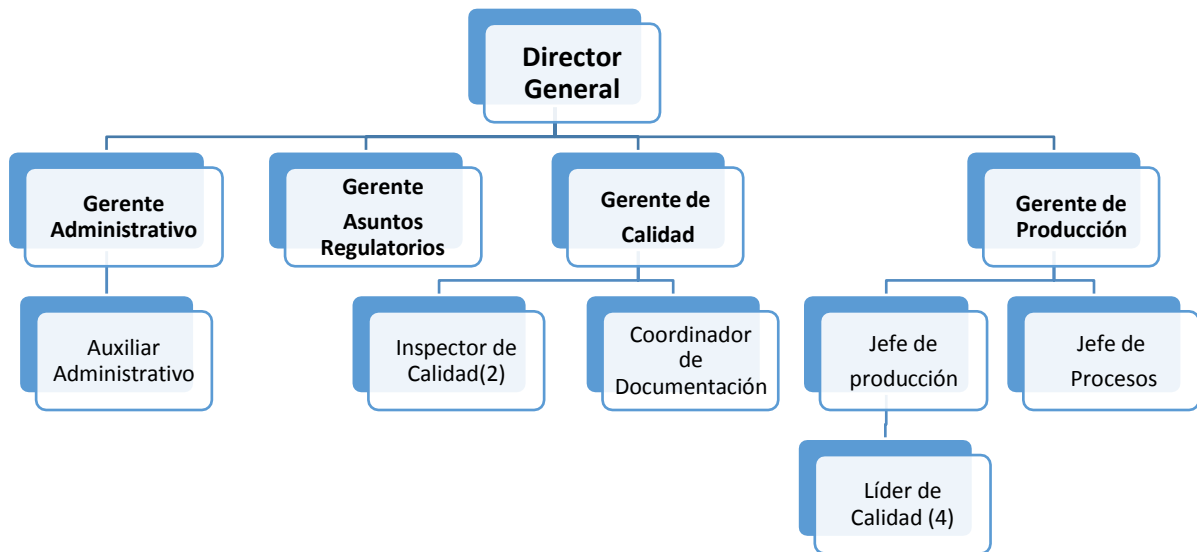 Director
General
Gerente
Administrativo
Gerente
Asuntos
Regulatorios
Gerente de
Calidad
Gerente de
Producción
Auxiliar
Administrativo
Inspector de
Calidad(2)
Coordinador
de
Documentación
Jefe de
producción
Jefe de
Procesos
Líder de
Calidad (4)